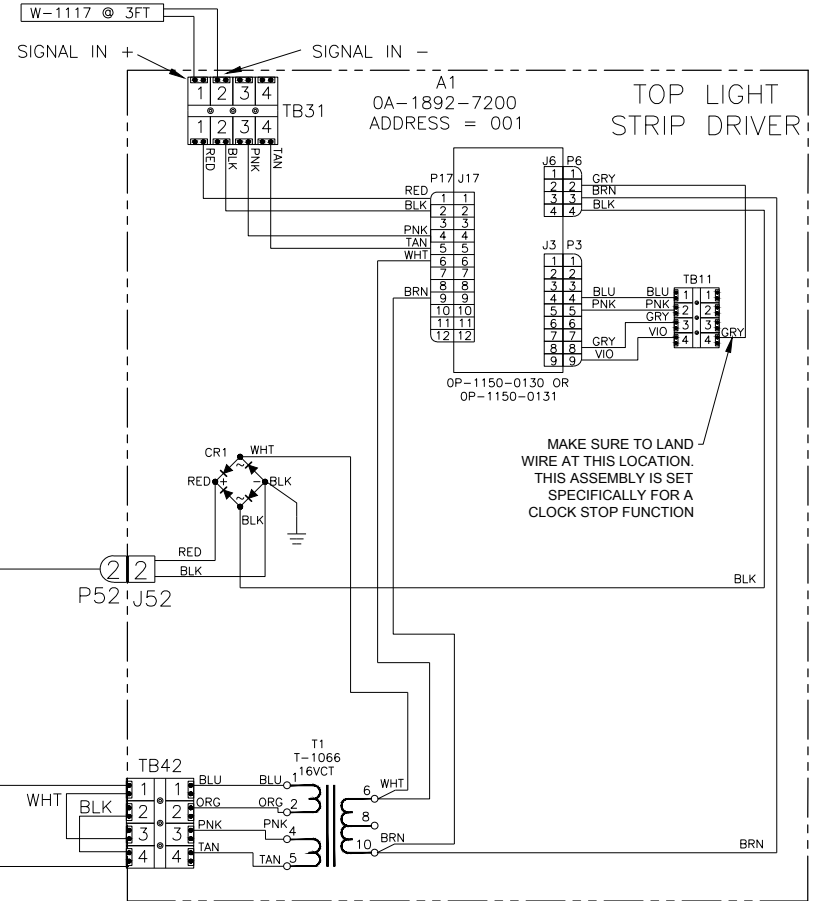 W-1117 @ 3FT
SIGNAL IN +
SIGNAL IN -
1 2 3 4
1 2 3 4
TB31
RED
BLK
PNK
TAN
A1
0A-1892-7200
ADDRESS = 001
TOP LIGHT
STRIP DRIVER
P17 J17
RED
BLK
PNK
TAN
WHT
BRN
1 1
2 2
3 3
4 4
5 5
6 6
7 7
8 8
9 9
10 10
11 11
12 12
J6 P6
1 1
2 2
3 3
4 4
GRY
BRN
BLK
J3 P3
1 1
2 2
3 3
4 4
5 5
6 6
7 7
8 8
9 9
BLU
PNK
GRY
VIO
TB11
BLU
PNK
GRY
VIO
1 1
2 2
3 3
4 4
GRY
0P-1150-0130 OR
0P-1150-0131
MAKE SURE TO LAND
WIRE AT THIS LOCATION.
THIS ASSEMBLY IS SET
SPECIFICALLY FOR A
CLOCK STOP FUNCTION
CR1
WHT
RED
~
+ -
~
BLK
BLK
RED
BLK
2 2
P52 J52
BLK
TB42
1 1
2 2
3 3
4 4
WHT
BLK
BLU
ORG
PNK
TAN
T1
T-1066
16VCT
BLU 1
ORG 2
PNK 4
TAN 5
6 WHT
8
10 BRN
BRN